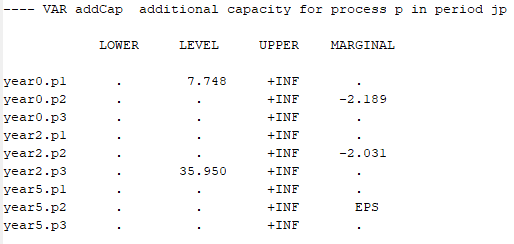 ---- VAR addCap  additional capacity for process p in period jp
            LOWER     LEVEL     UPPER    MARGINAL
year0.p1      .        7.748     +INF       .
year0.p2      .         .        +INF     -2.189
year0.p3      .         .        +INF       .
year2.p1      .         .        +INF       .
year2.p2      .         .        +INF     -2.031
year2.p3      .       35.950     +INF       .
year5.p1      .         .        +INF       .
year5.p2      .         .        +INF      EPS
year5.p3      .         .        +INF       .